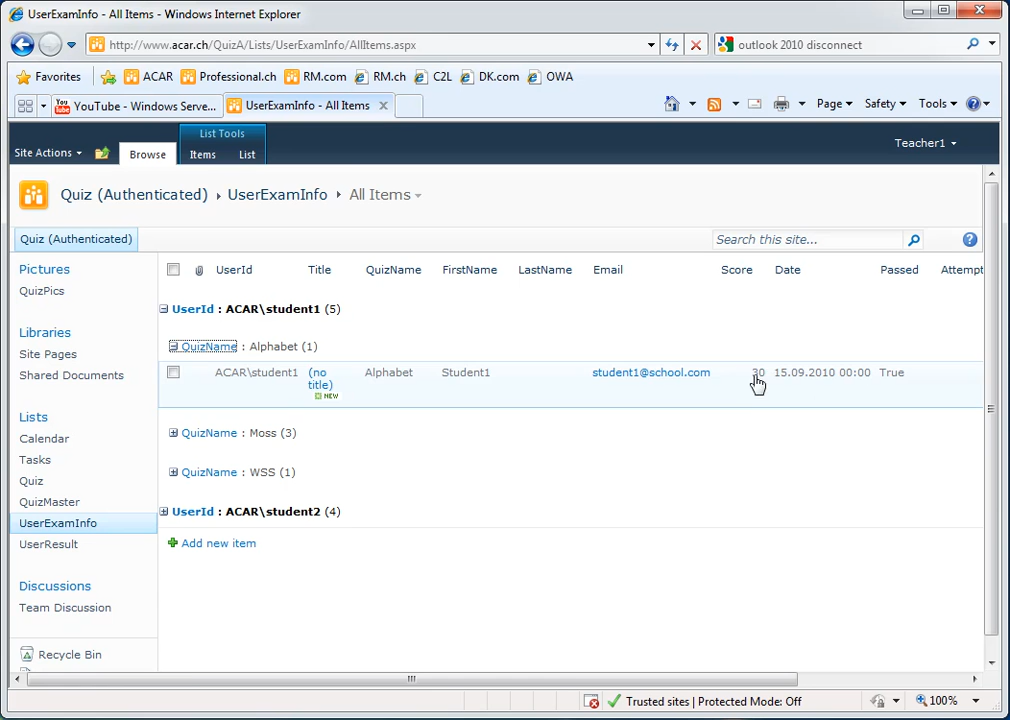 UserExamInfo - All Items - Windows Internet Explorer
http://www.acar.ch/QuizA/Lists/UserExamInfo/AllItems.aspx
outlook 2010 disconnect
Favorites ACAR Professional.ch RM.com RM.ch C2L DK.com OWA
You Tube YouTube - Windows Serve... UserExamInfo - All Items Page Safety Tools
List Tools
Site Actions Browse Items List Teacher1
Quiz (Authenticated) UserExamInfo All Items
Quiz (Authenticated) Search this site...
Pictures
QuizPics
Libraries
Site Pages
Shared Documents
Lists
Calendar
Tasks
Quiz
QuizMaster
UserExamInfo
UserResult
Discussions
Team Discussion
Recycle Bin
UserId Title QuizName FirstName LastName Email Score Date Passed Attempt
UserId : ACAR\student1 (5)
QuizName : Alphabet (1)
ACAR\student1 (no Alphabet Student1 student1@school.com 30 15.09.2010 00:00 True
title)
NEW
QuizName : Moss (3)
QuizName : WSS (1)
UserId : ACAR\student2 (4)
Add new item
Trusted sites | Protected Mode: Off 100%